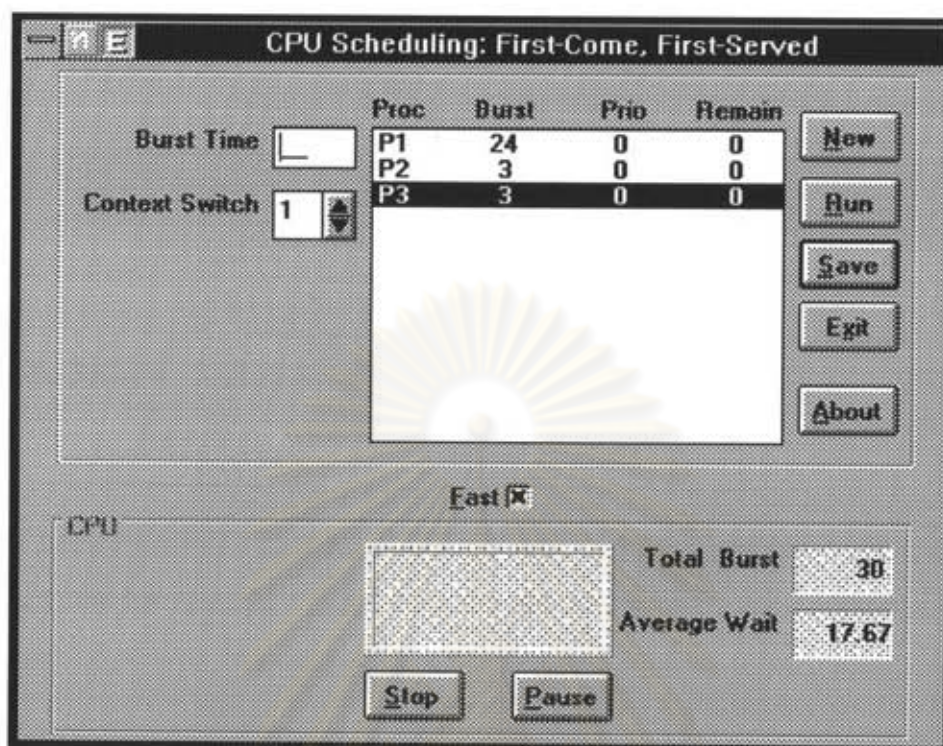 CPU Scheduling: First-Come, First-Served
Proc Burst Prio Remain
Burst Time
P1 24 0 0
P2 3 0 0
P3 3 0 0
Context Switch 1
New
Run
Save
Exit
About
Fast
CPU
Total Burst 30
Average Wait 17.67
Stop Pause